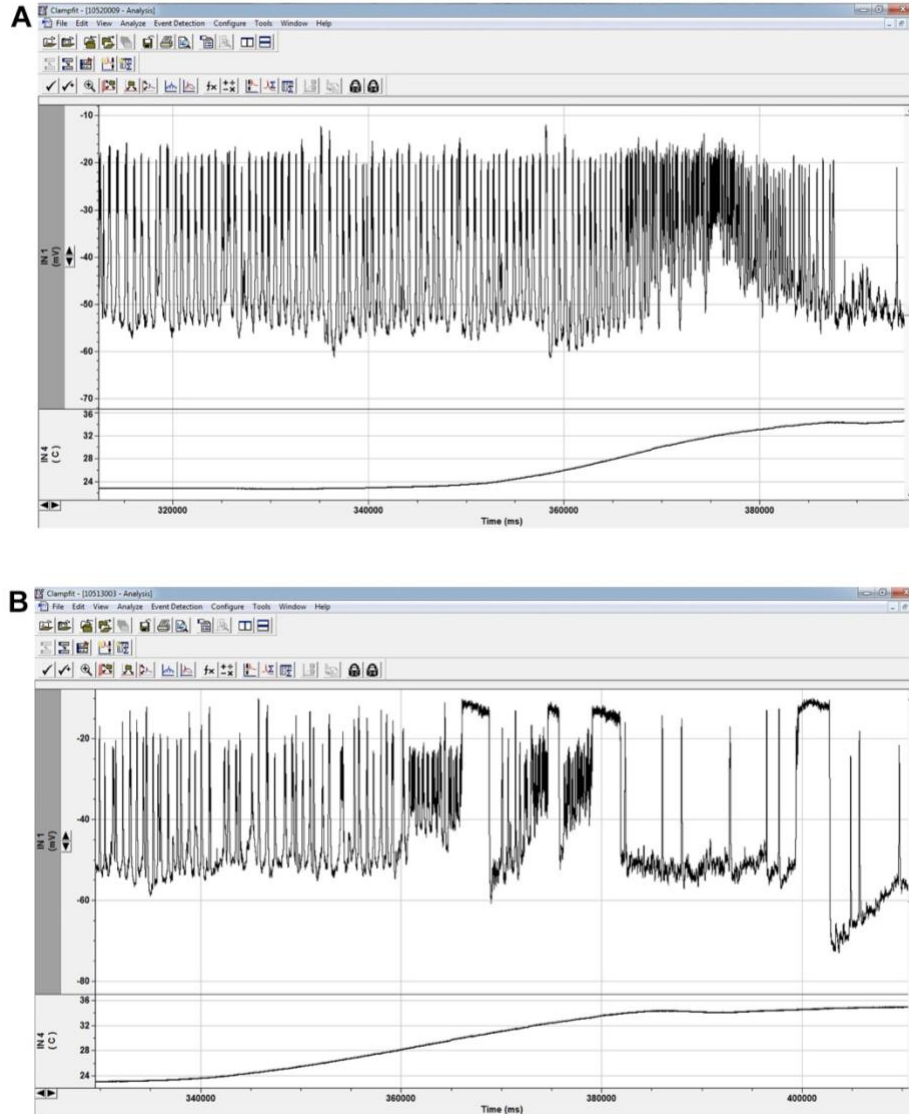 A
Clampfit - [10520009 - Analysis]
File Edit View Analyze Event Detection Configure Tools Window Help
-10
-20
-30
-40
-50
-60
-70
IN 1
(mV)
36
32
28
24
IN 4
( C )
320000 340000 360000 380000
Time (ms)
B
Clampfit - [10513003 - Analysis]
File Edit View Analyze Event Detection Configure Tools Window Help
-20
-40
-60
-80
IN 1
(mV)
36
32
28
24
IN 4
( C )
340000 360000 380000 400000
Time (ms)